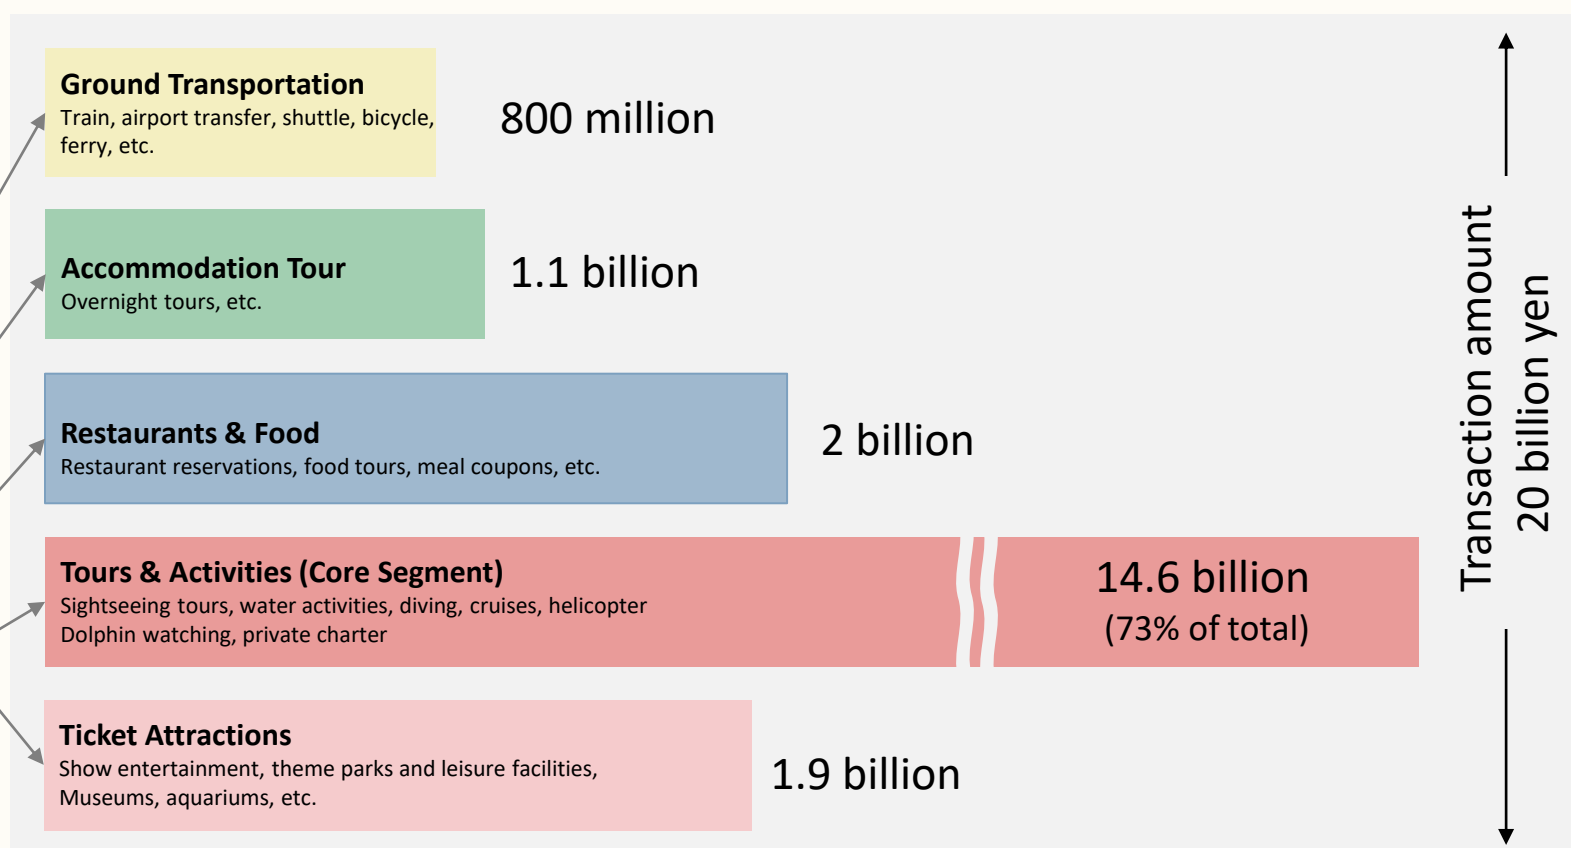 Ground Transportation
Train, airport transfer, shuttle, bicycle,
ferry, etc.
800 million
Accommodation Tour
Overnight tours, etc.
1.1 billion
Restaurants & Food
Restaurant reservations, food tours, meal coupons, etc.
2 billion
Tours & Activities (Core Segment)
Sightseeing tours, water activities, diving, cruises, helicopter
Dolphin watching, private charter
14.6 billion
(73% of total)
Ticket Attractions
Show entertainment, theme parks and leisure facilities,
Museums, aquariums, etc.
1.9 billion
Transaction amount
20 billion yen